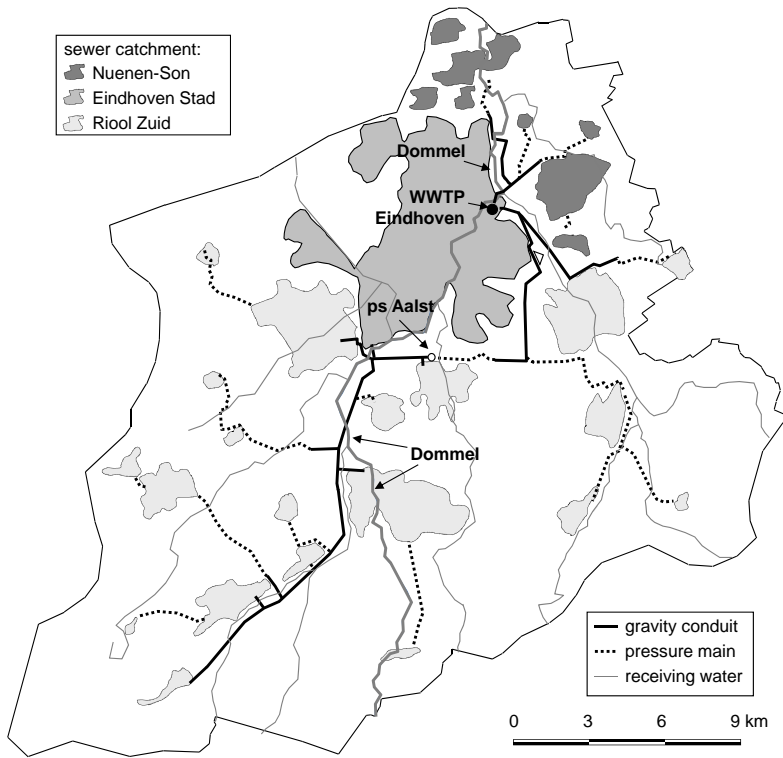 sewer catchment:
Nuenen-Son
Eindhoven Stad
Riool Zuid
Dommel
WWTP
Eindhoven
ps Aalst
Dommel
gravity conduit
pressure main
receiving water
0 3 6 9 km